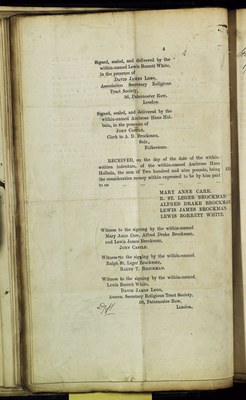 4
Signed, sealed, and delivered by the
within-named Lewis Borrett White,
in the presence of
DAVID JAMES LEGG,
Association Secretary Religious
Tract Society,
56, Paternoster Row,
London.
Signed, sealed, and delivered by the
within-named Ambrose Hans
bein, in the presence of
JOHN CASTLE,
Clerk to A. D. Brockman,
Solr.,
Folkestone.
RECEIVED, on the day of the date of the within-
written indenture, of the within-named Ambrose Hans
Holbein, the sum of Two hundred and nine pounds, being
the consideration money within expressed to be by him paid
to us
MARY ANNE CARR.
R. ST. LEGER BROCKMAN
ALFRED DRAKE BROCKMAN
LEWIS JAMES BROCKMAN
LEWIS BORRETT WHITE.
Witness to the signing by the within-named
Mary Anne Carr, Alfred Drake Brockman,
and Lewis James Brockman,
JOHN CASTLE.
Witness to the signing by the within-named
Ralph St. Leger Brockman,
RALPH T. BROCKMAN.
Witness to the signing by the within-named
Lewis Borrett White,
DAVID JAMES LEGG,
Assocn. Secretary Religious Tract Society,
56, Paternoster Row,
London.